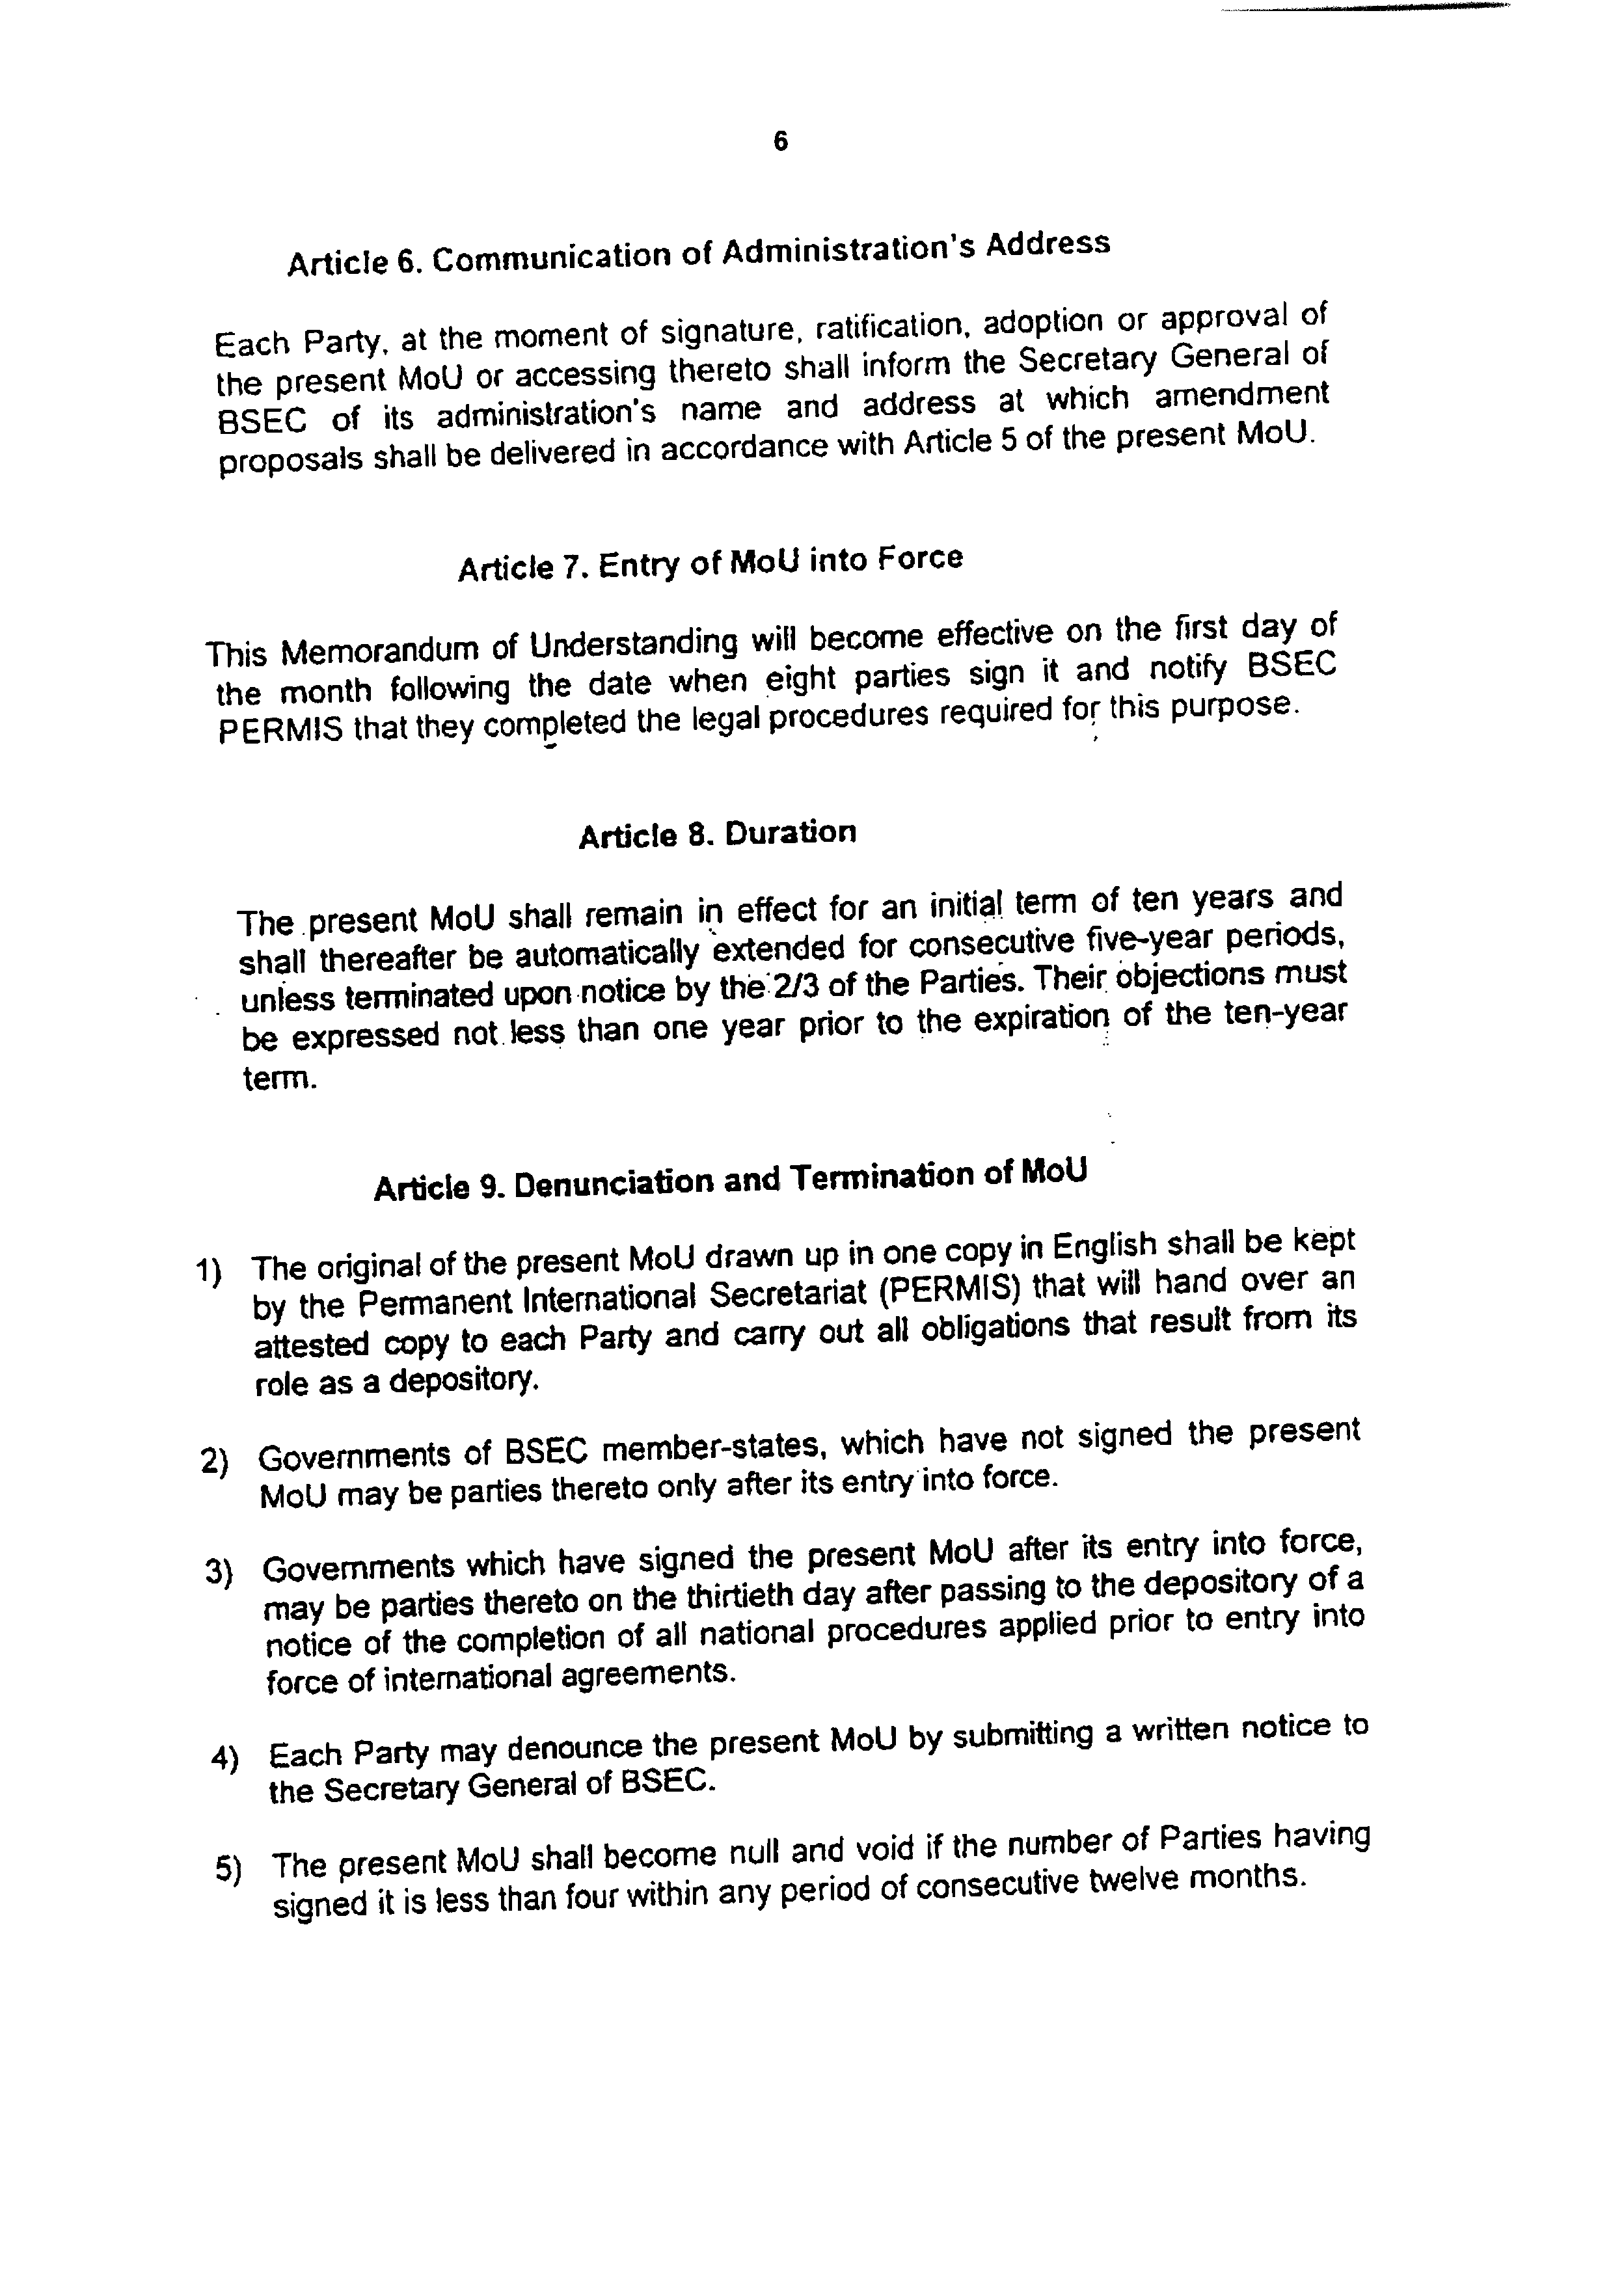 6
Article 6. Communication of Administration's Address
Each Party, at the moment of signature, ratification, adoption or approval of
the present MoU or accessing thereto shall inform the Secretary General of
BSEC of its administration's name and address at which amendment
proposals shall be delivered in accordance with Article 5 of the present MoU.
Article 7. Entry of MoU into Force
This Memorandum of Understanding will become effective on the first day of
the month following the date when eight parties sign it and notify BSEC
PERMIS that they completed the legal procedures required for this purpose.
Article 8. Duration
The present MoU shall remain in effect for an initial term of ten years and
shall thereafter be automatically extended for consecutive five-year periods,
unless terminated upon notice by the 2/3 of the Parties. Their objections must
be expressed not less than one year prior to the expiration of the ten-year
term.
Article 9. Denunciation and Termination of MoU
1) The original of the present MoU drawn up in one copy in English shall be kept
by the Permanent International Secretariat (PERMIS) that will hand over an
attested copy to each Party and carry out all obligations that result from its
role as a depository.
2) Governments of BSEC member-states, which have not signed the present
MoU may be parties thereto only after its entry into force.
3) Governments which have signed the present MoU after its entry into force,
may be parties thereto on the thirtieth day after passing to the depository of a
notice of the completion of all national procedures applied prior to entry into
force of international agreements.
4) Each Party may denounce the present MoU by submitting a written notice to
the Secretary General of BSEC.
5) The present MoU shall become null and void if the number of Parties having
signed it is less than four within any period of consecutive twelve months.